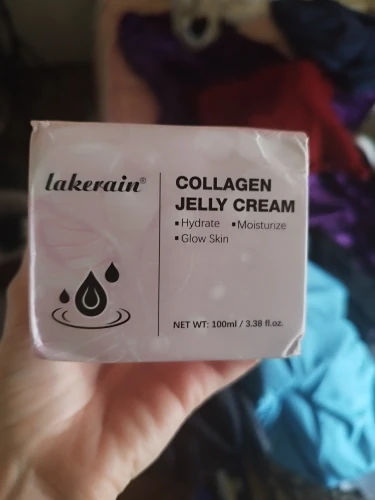 lakerain®
COLLAGEN
JELLY CREAM
▪ Hydrate ▪ Moisturize
▪ Glow Skin
NET WT: 100ml / 3.38 fl.oz.